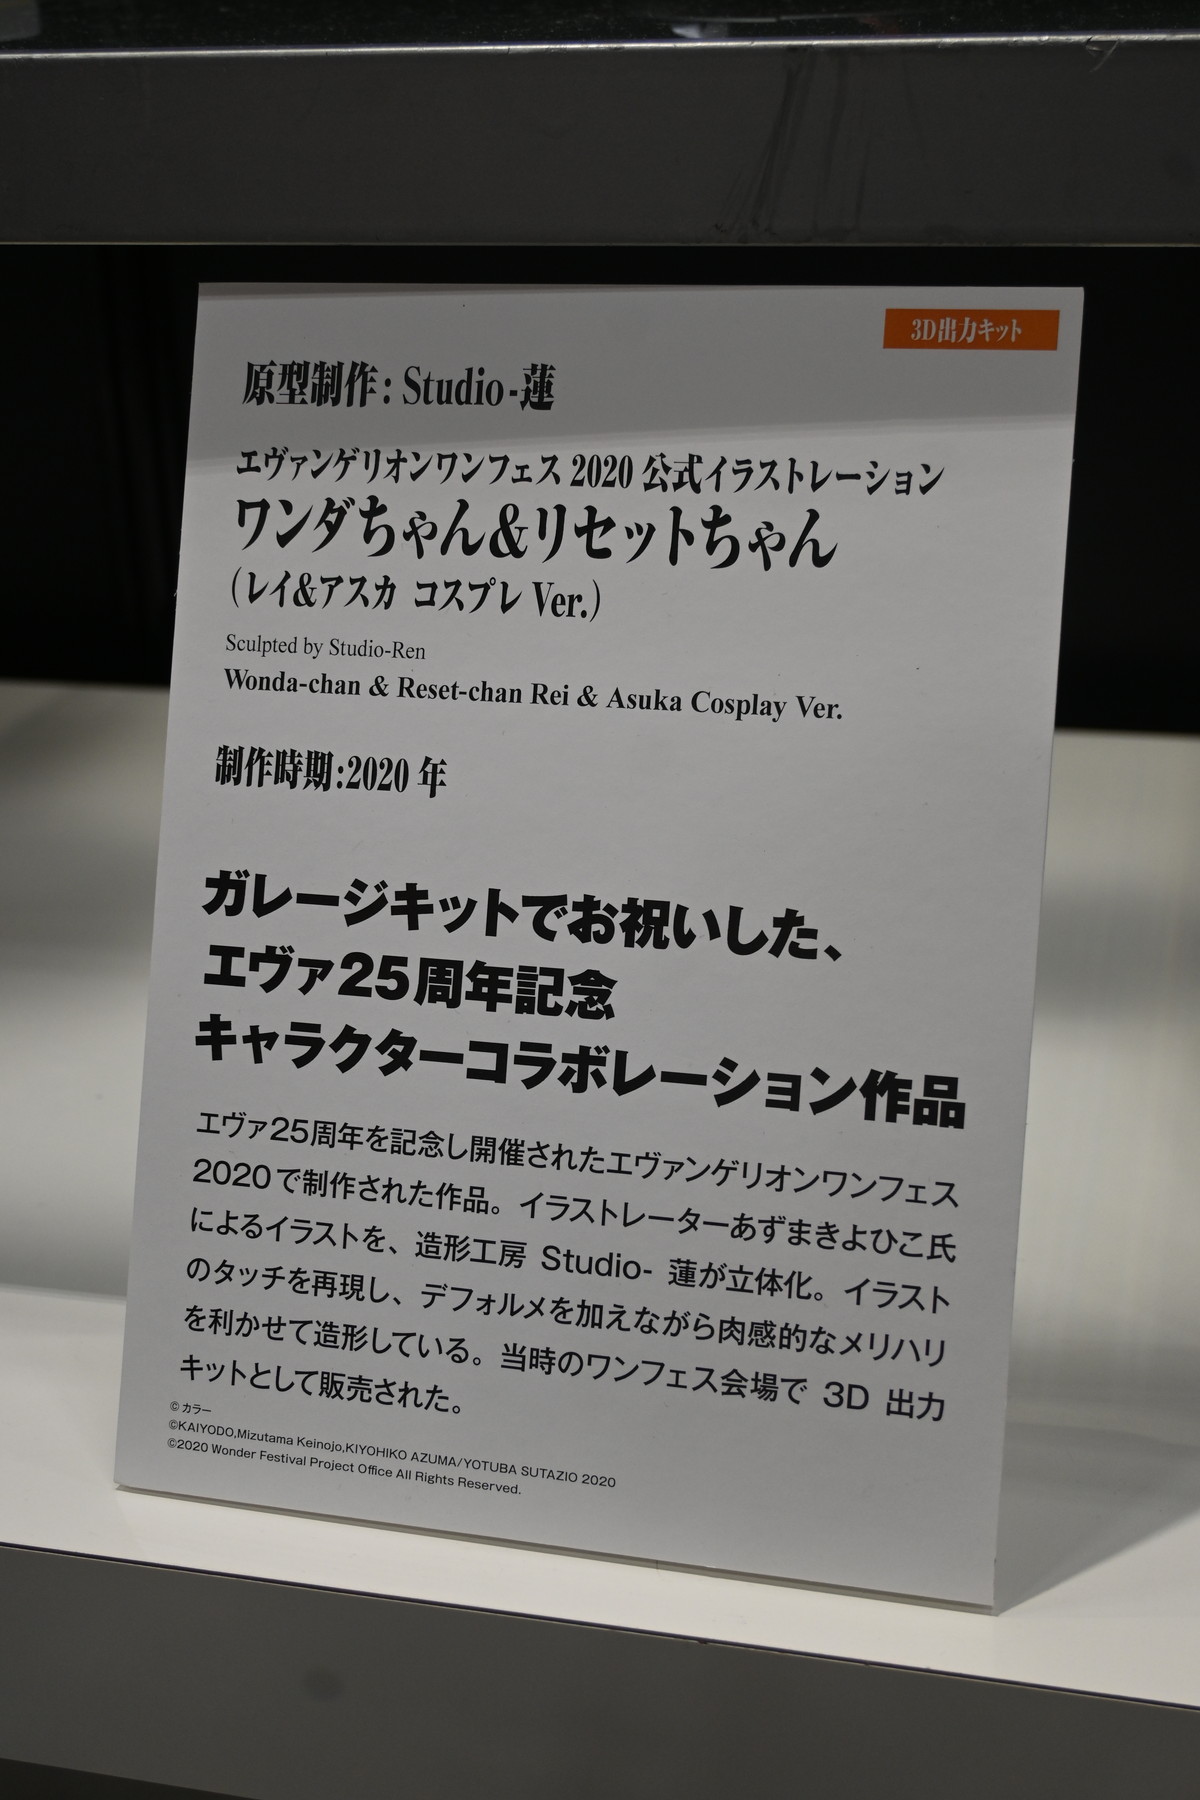 3D出力キット
原型制作: Studio-蓮
エヴァンゲリオンワンフェス 2020 公式イラストレーション
ワンダちゃん&リセットちゃん
(レイ&アスカ コスプレ Ver.)
Sculpted by Studio-Ren
Wonda-chan & Reset-chan Rei & Asuka Cosplay Ver.
制作時期:2020 年
ガレージキットでお祝いした、
エヴァ25周年記念
キャラクターコラボレーション作品
エヴァ25周年を記念し開催されたエヴァンゲリオンワンフェス
2020で制作された作品。イラストレーターあずまきよひこ氏
によるイラストを、造形工房 Studio- 蓮が立体化。イラスト
のタッチを再現し、デフォルメを加えながら肉感的なメリハリ
を利かせて造形している。当時のワンフェス会場で 3D 出力
キットとして販売された。
© カラー
©KAIYODO,Mizutama Keinojo,KIYOHIKO AZUMA/YOTUBA SUTAZIO 2020
©2020 Wonder Festival Project Office All Rights Reserved.